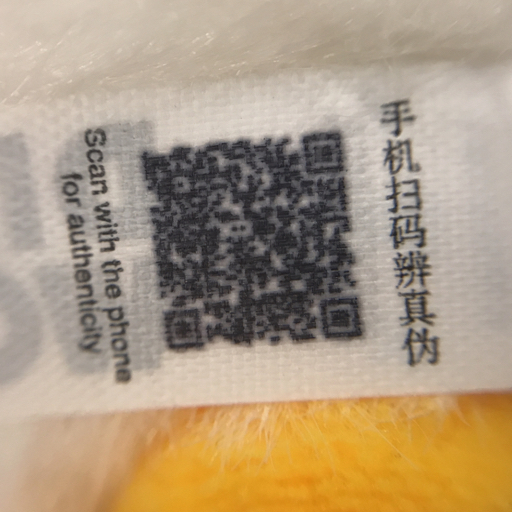 手机扫码辨真伪
Scan with the phone
for authenticity